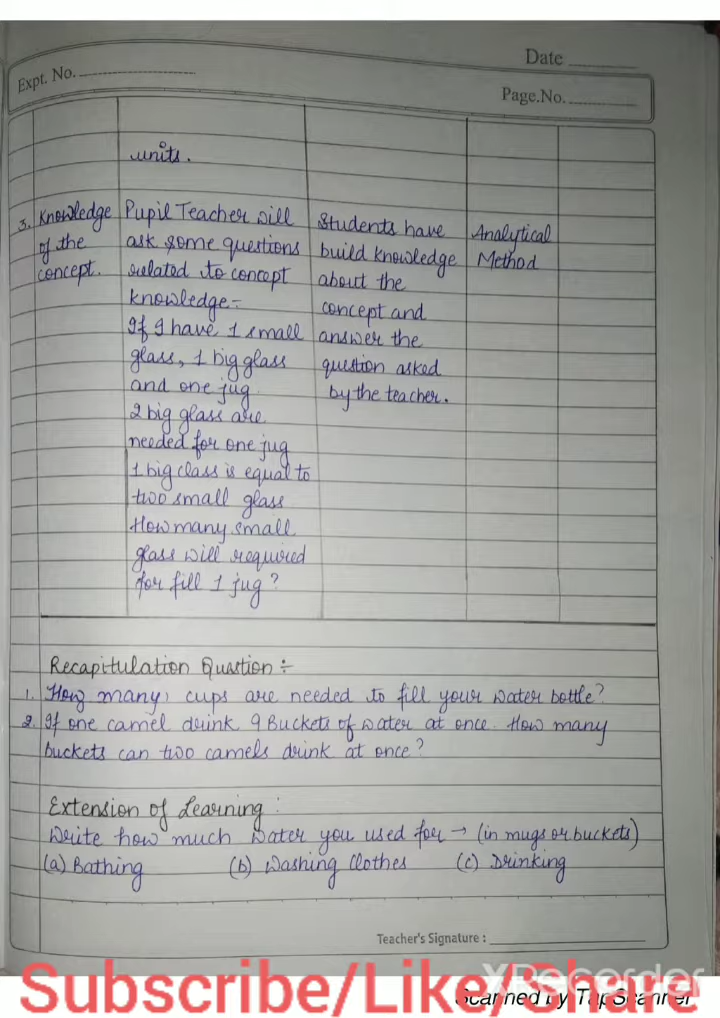 Date
Expt. No.
Page.No.
units.
3. Knowledge of the concept.
Pupil Teacher will
ask some questions
related to concept
knowledge:-
If I have 1 small
glass, 1 big glass
and one jug
2 big glass are
needed for one jug
1 big class is equal to
two small glass
How many small
glass will required
for fill 1 jug?
Students have
build knowledge
about the
concept and
answer the
question asked
by the teacher.
Analytical
Method
Recapitulation Question :-
1. How many, cups are needed to fill your water bottle?
2. If one camel drink 9 Buckets of water at once. How many
buckets can two camels drink at once?
Extension of Learning :
Write how much water you used for → (in mugs or buckets)
(a) Bathing (b) Washing Clothes (c) Drinking
Teacher's Signature :
XRecorder
Scanned by TapScanner
Subscribe/Like/Share